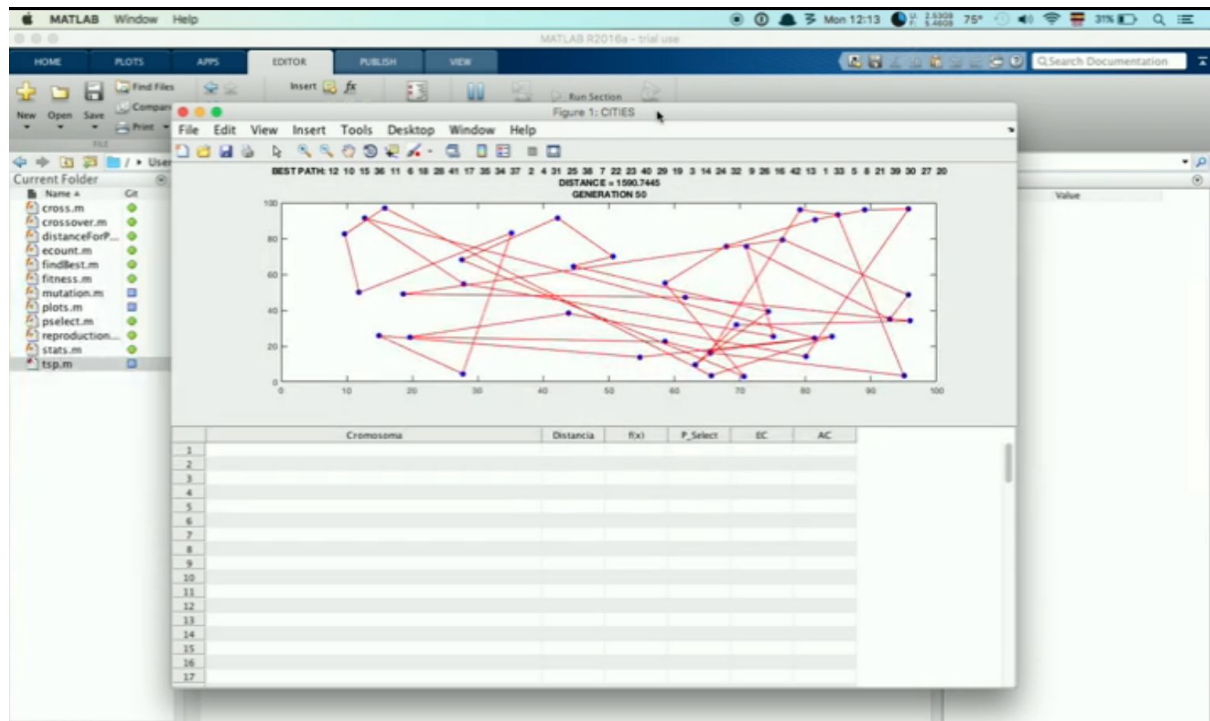 MATLAB Window Help
Mon 12:13 75° 31%
MATLAB R2016a - trial use
HOME PLOTS APPS EDITOR PUBLISH VIEW
Search Documentation
Find Files
Insert fx
Run Section
New Open Save
Compare
Print
FILE
Figure 1: CITIES
File Edit View Insert Tools Desktop Window Help
/ ▸ User
Current Folder
Name Git
Value
cross.m
crossover.m
distanceForP...
ecount.m
findBest.m
fitness.m
mutation.m
plots.m
pselect.m
reproduction...
stats.m
tsp.m
BEST PATH: 12 10 15 36 11 6 18 28 41 17 35 34 37 2 4 31 25 38 7 22 23 40 29 19 3 14 24 32 9 26 16 42 13 1 33 5 8 21 39 30 27 20
DISTANCE = 1590.7445
GENERATION 50
100
80
60
40
20
0
0 10 20 30 40 50 60 70 80 90 100
Cromosoma Distancia f(x) P_Select EC AC
1
2
3
4
5
6
7
8
9
10
11
12
13
14
15
16
17